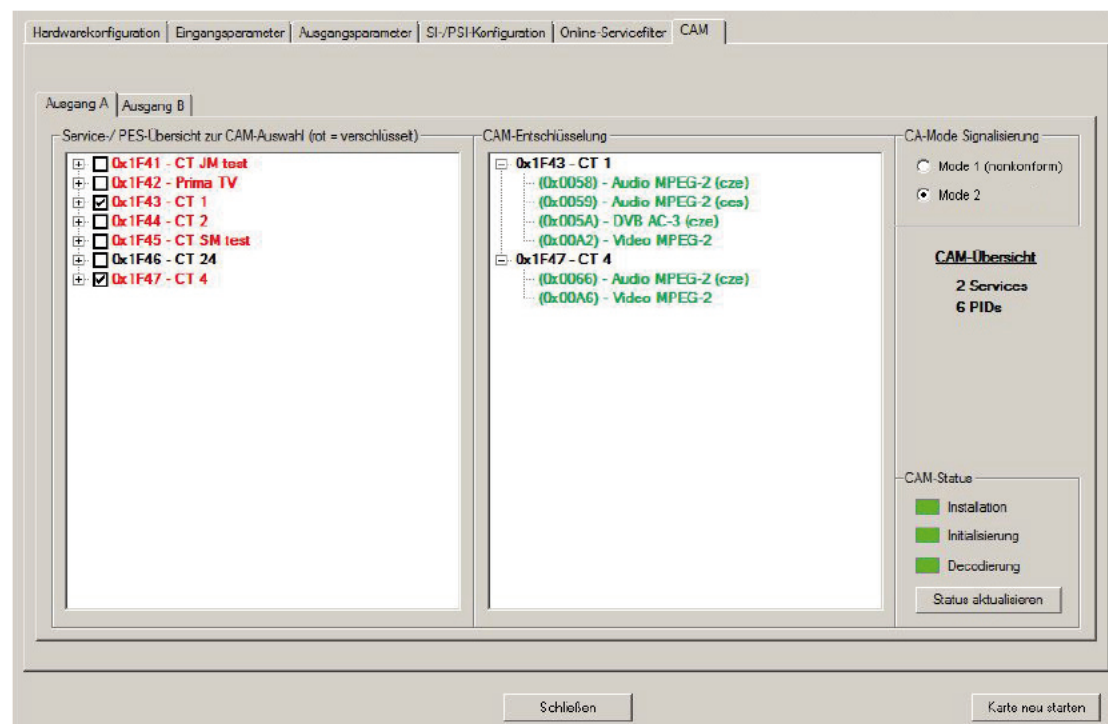 Hardwarekonfiguration Eingangsparameter Ausgangsparameter SI-/PSI-Konfiguration Online-Servicefilter CAM
Ausgang A Ausgang B
Service-/ PES-Übersicht zur CAM-Auswahl (rot = verschlüsselt)
0x1F41 - CT JM test
0x1F42 - Prima TV
0x1F43 - CT 1
0x1F44 - CT 2
0x1F45 - CT SM test
0x1F46 - CT 24
0x1F47 - CT 4
CAM-Entschlüsselung
0x1F43 - CT 1
(0x0058) - Audio MPEG-2 (cze)
(0x0059) - Audio MPEG-2 (ces)
(0x005A) - DVB AC-3 (cze)
(0x00A2) - Video MPEG-2
0x1F47 - CT 4
(0x0066) - Audio MPEG-2 (cze)
(0x00A6) - Video MPEG-2
CA-Mode Signalisierung
Mode 1 (nonkonform)
Mode 2
CAM-Übersicht
2 Services
6 PIDs
CAM-Status
Installation
Initialisierung
Decodierung
Status aktualisieren
Schließen
Karte neu starten